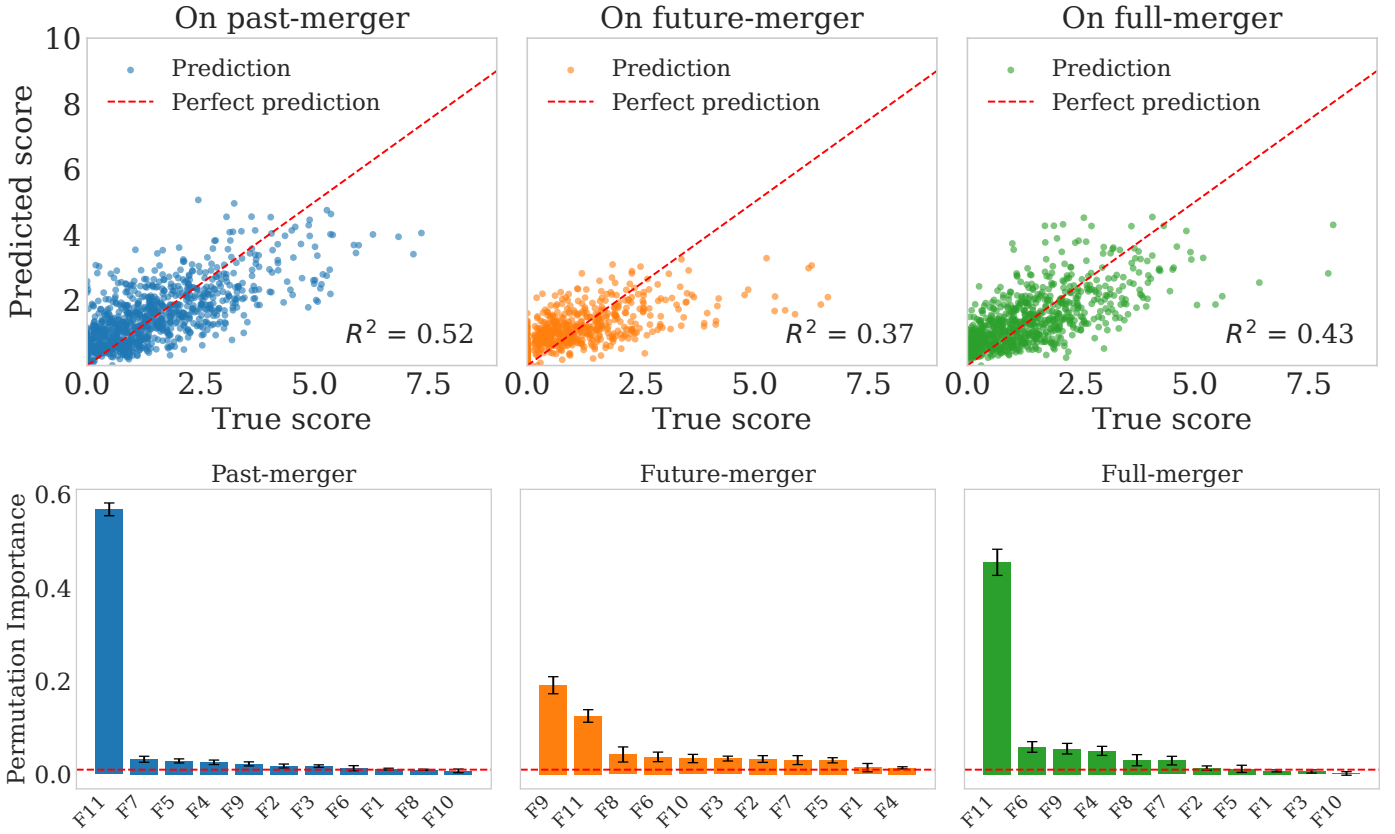 On past-merger
On future-merger
On full-merger
Predicted score
10
8
6
4
2
Prediction
Perfect prediction
R² = 0.52
0.0 2.5 5.0 7.5
True score
Prediction
Perfect prediction
R² = 0.37
0.0 2.5 5.0 7.5
True score
Prediction
Perfect prediction
R² = 0.43
0.0 2.5 5.0 7.5
True score
Permutation Importance
0.6
0.4
0.2
0.0
Past-merger
F11 F7 F5 F4 F9 F2 F3 F6 F1 F8 F10
Future-merger
F9 F11 F8 F6 F10 F3 F2 F7 F5 F1 F4
Full-merger
F11 F6 F9 F4 F8 F7 F2 F5 F1 F3 F10